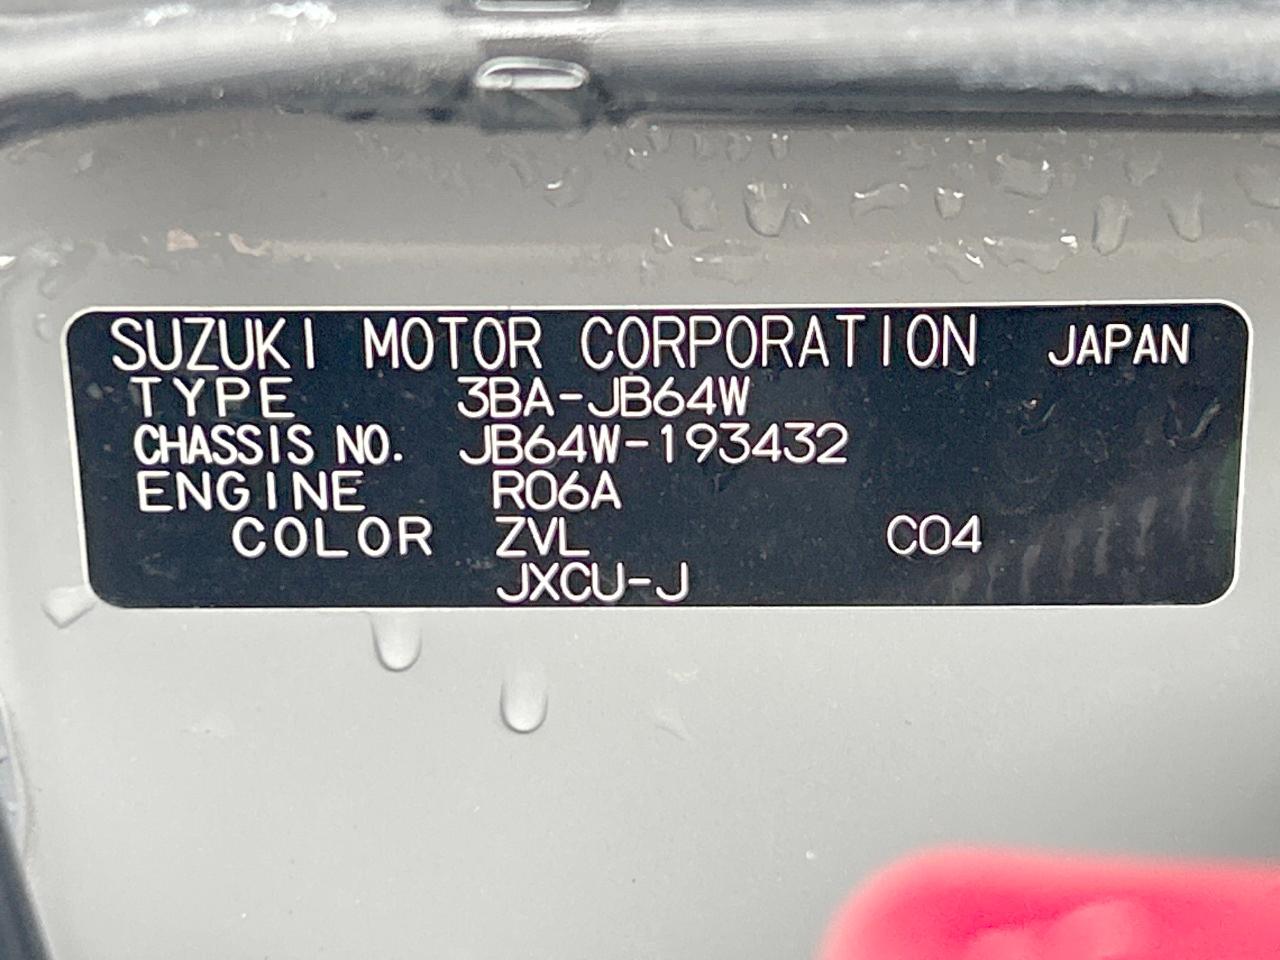 SUZUKI MOTOR CORPORATION JAPAN
TYPE 3BA-JB64W
CHASSIS NO. JB64W-193432
ENGINE R06A
COLOR ZVL C04
JXCU-J